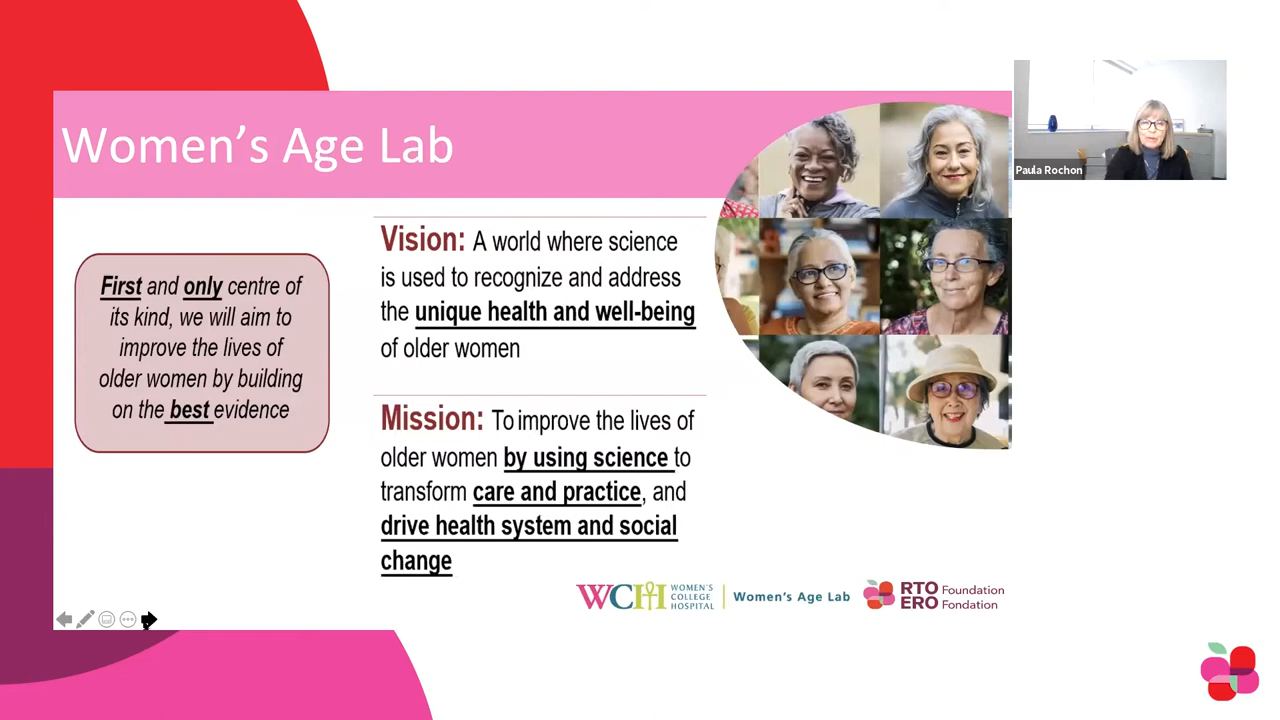 Women's Age Lab
Paula Rochon
First and only centre of
its kind, we will aim to
improve the lives of
older women by building
on the best evidence
Vision: A world where science
is used to recognize and address
the unique health and well-being
of older women
Mission: To improve the lives of
older women by using science to
transform care and practice, and
drive health system and social
change
WCH WOMEN'S
COLLEGE
HOSPITAL
Women's Age Lab
RTO Foundation
ERO Fondation